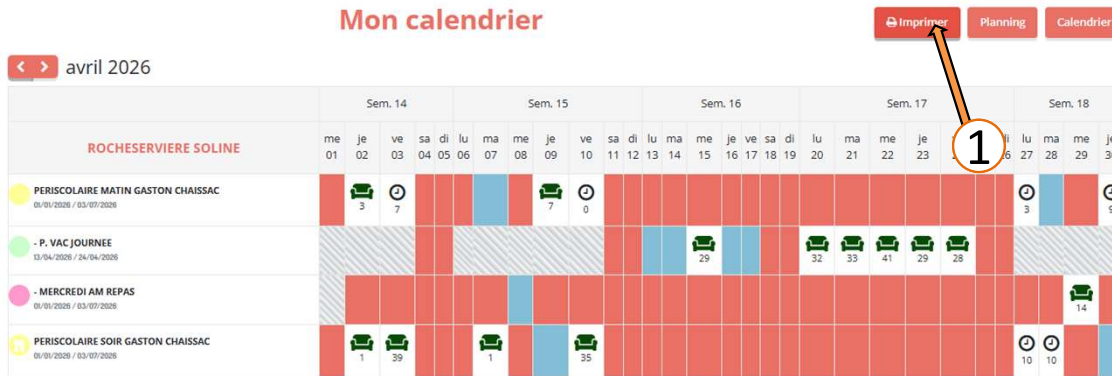 Mon calendrier
Imprimer Planning Calendrier
avril 2026
Sem. 14 Sem. 15 Sem. 16 Sem. 17 Sem. 18
ROCHESERVIERE SOLINE
me je ve sa di lu ma me je ve sa di lu ma me je ve sa di lu ma me je lu ma me
01 02 03 04 05 06 07 08 09 10 11 12 13 14 15 16 17 18 19 20 21 22 23 1 27 28 29
PERISCOLAIRE MATIN GASTON CHAISSAC
01/01/2026 / 03/07/2026
3 7 7 0 3
- P. VAC JOURNEE
13/04/2026 / 24/04/2026
29 32 33 41 29 28
- MERCREDI AM REPAS
01/01/2026 / 03/07/2026
14
PERISCOLAIRE SOIR GASTON CHAISSAC
01/01/2026 / 03/07/2026
1 39 1 35 10 10